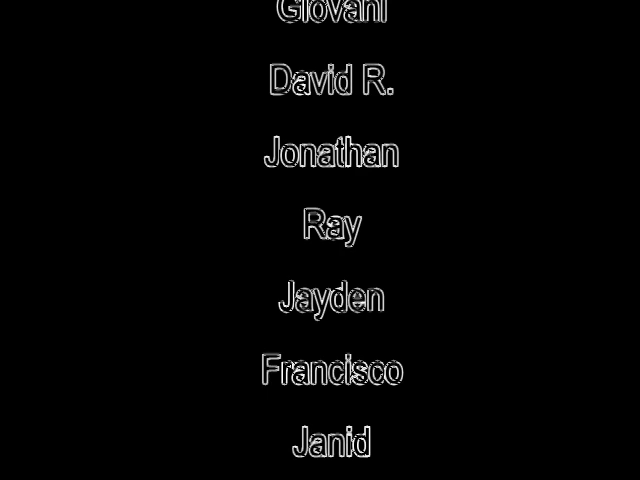 Giovani
David R.
Jonathan
Ray
Jayden
Francisco
Janid